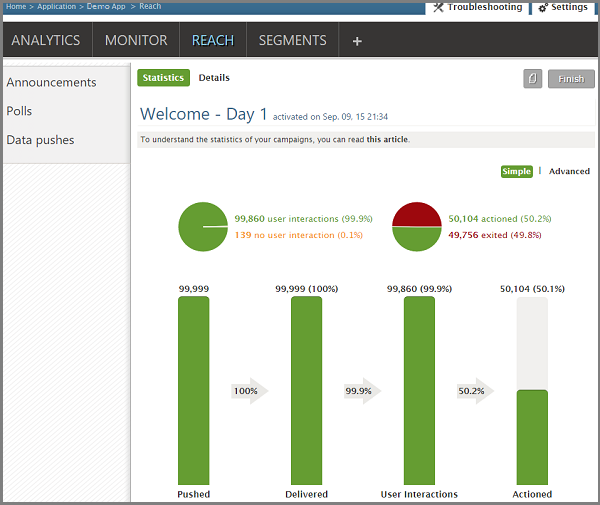 Home > Application > Demo App > Reach
Troubleshooting Settings
ANALYTICS MONITOR REACH SEGMENTS +
Announcements
Polls
Data pushes
Statistics Details
Finish
Welcome - Day 1 activated on Sep. 09, 15 21:34
To understand the statistics of your campaigns, you can read this article.
Simple | Advanced
99,860 user interactions (99.9%)
139 no user interaction (0.1%)
50,104 actioned (50.2%)
49,756 exited (49.8%)
99,999 99,999 (100%) 99,860 (99.9%) 50,104 (50.1%)
100% 99.9% 50.2%
Pushed Delivered User Interactions Actioned